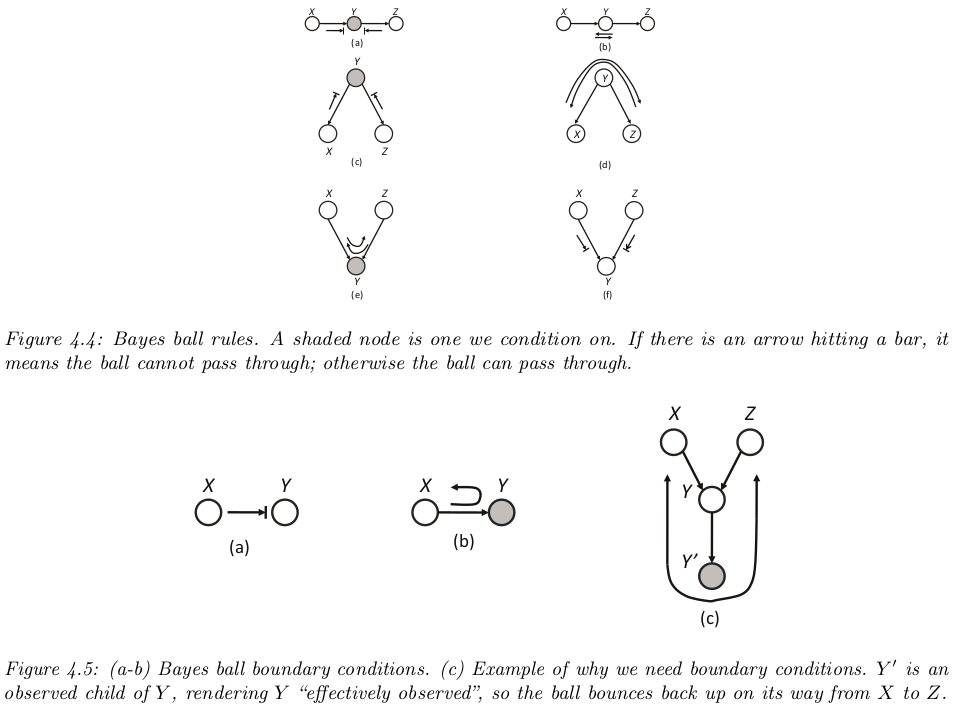 X Y Z X Y Z
(a) (b)
Y Y
X Z X Z
(c) (d)
X Z X Z
Y Y
(e) (f)
Figure 4.4: Bayes ball rules. A shaded node is one we condition on. If there is an arrow hitting a bar, it
means the ball cannot pass through; otherwise the ball can pass through.
X Z
X Y X Y Y
(a) (b) Y'
(c)
Figure 4.5: (a-b) Bayes ball boundary conditions. (c) Example of why we need boundary conditions. Y′ is an
observed child of Y, rendering Y “effectively observed”, so the ball bounces back up on its way from X to Z.